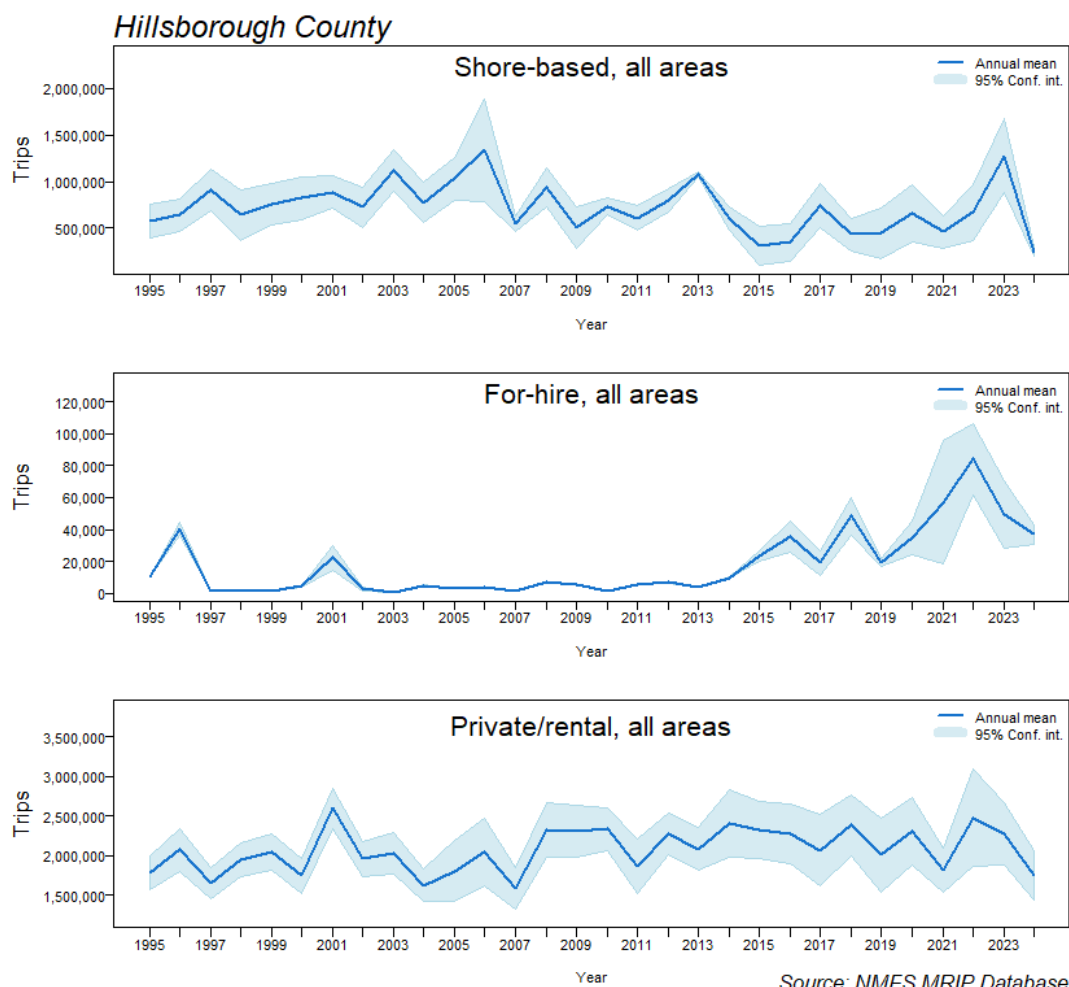 Hillsborough County
Shore-based, all areas
Annual mean
95% Conf. int.
Trips
2,000,000
1,500,000
1,000,000
500,000
1995 1997 1999 2001 2003 2005 2007 2009 2011 2013 2015 2017 2019 2021 2023
Year
For-hire, all areas
Annual mean
95% Conf. int.
Trips
120,000
100,000
80,000
60,000
40,000
20,000
0
1995 1997 1999 2001 2003 2005 2007 2009 2011 2013 2015 2017 2019 2021 2023
Year
Private/rental, all areas
Annual mean
95% Conf. int.
Trips
3,500,000
3,000,000
2,500,000
2,000,000
1,500,000
1995 1997 1999 2001 2003 2005 2007 2009 2011 2013 2015 2017 2019 2021 2023
Year
Source: NMFS MRIP Database